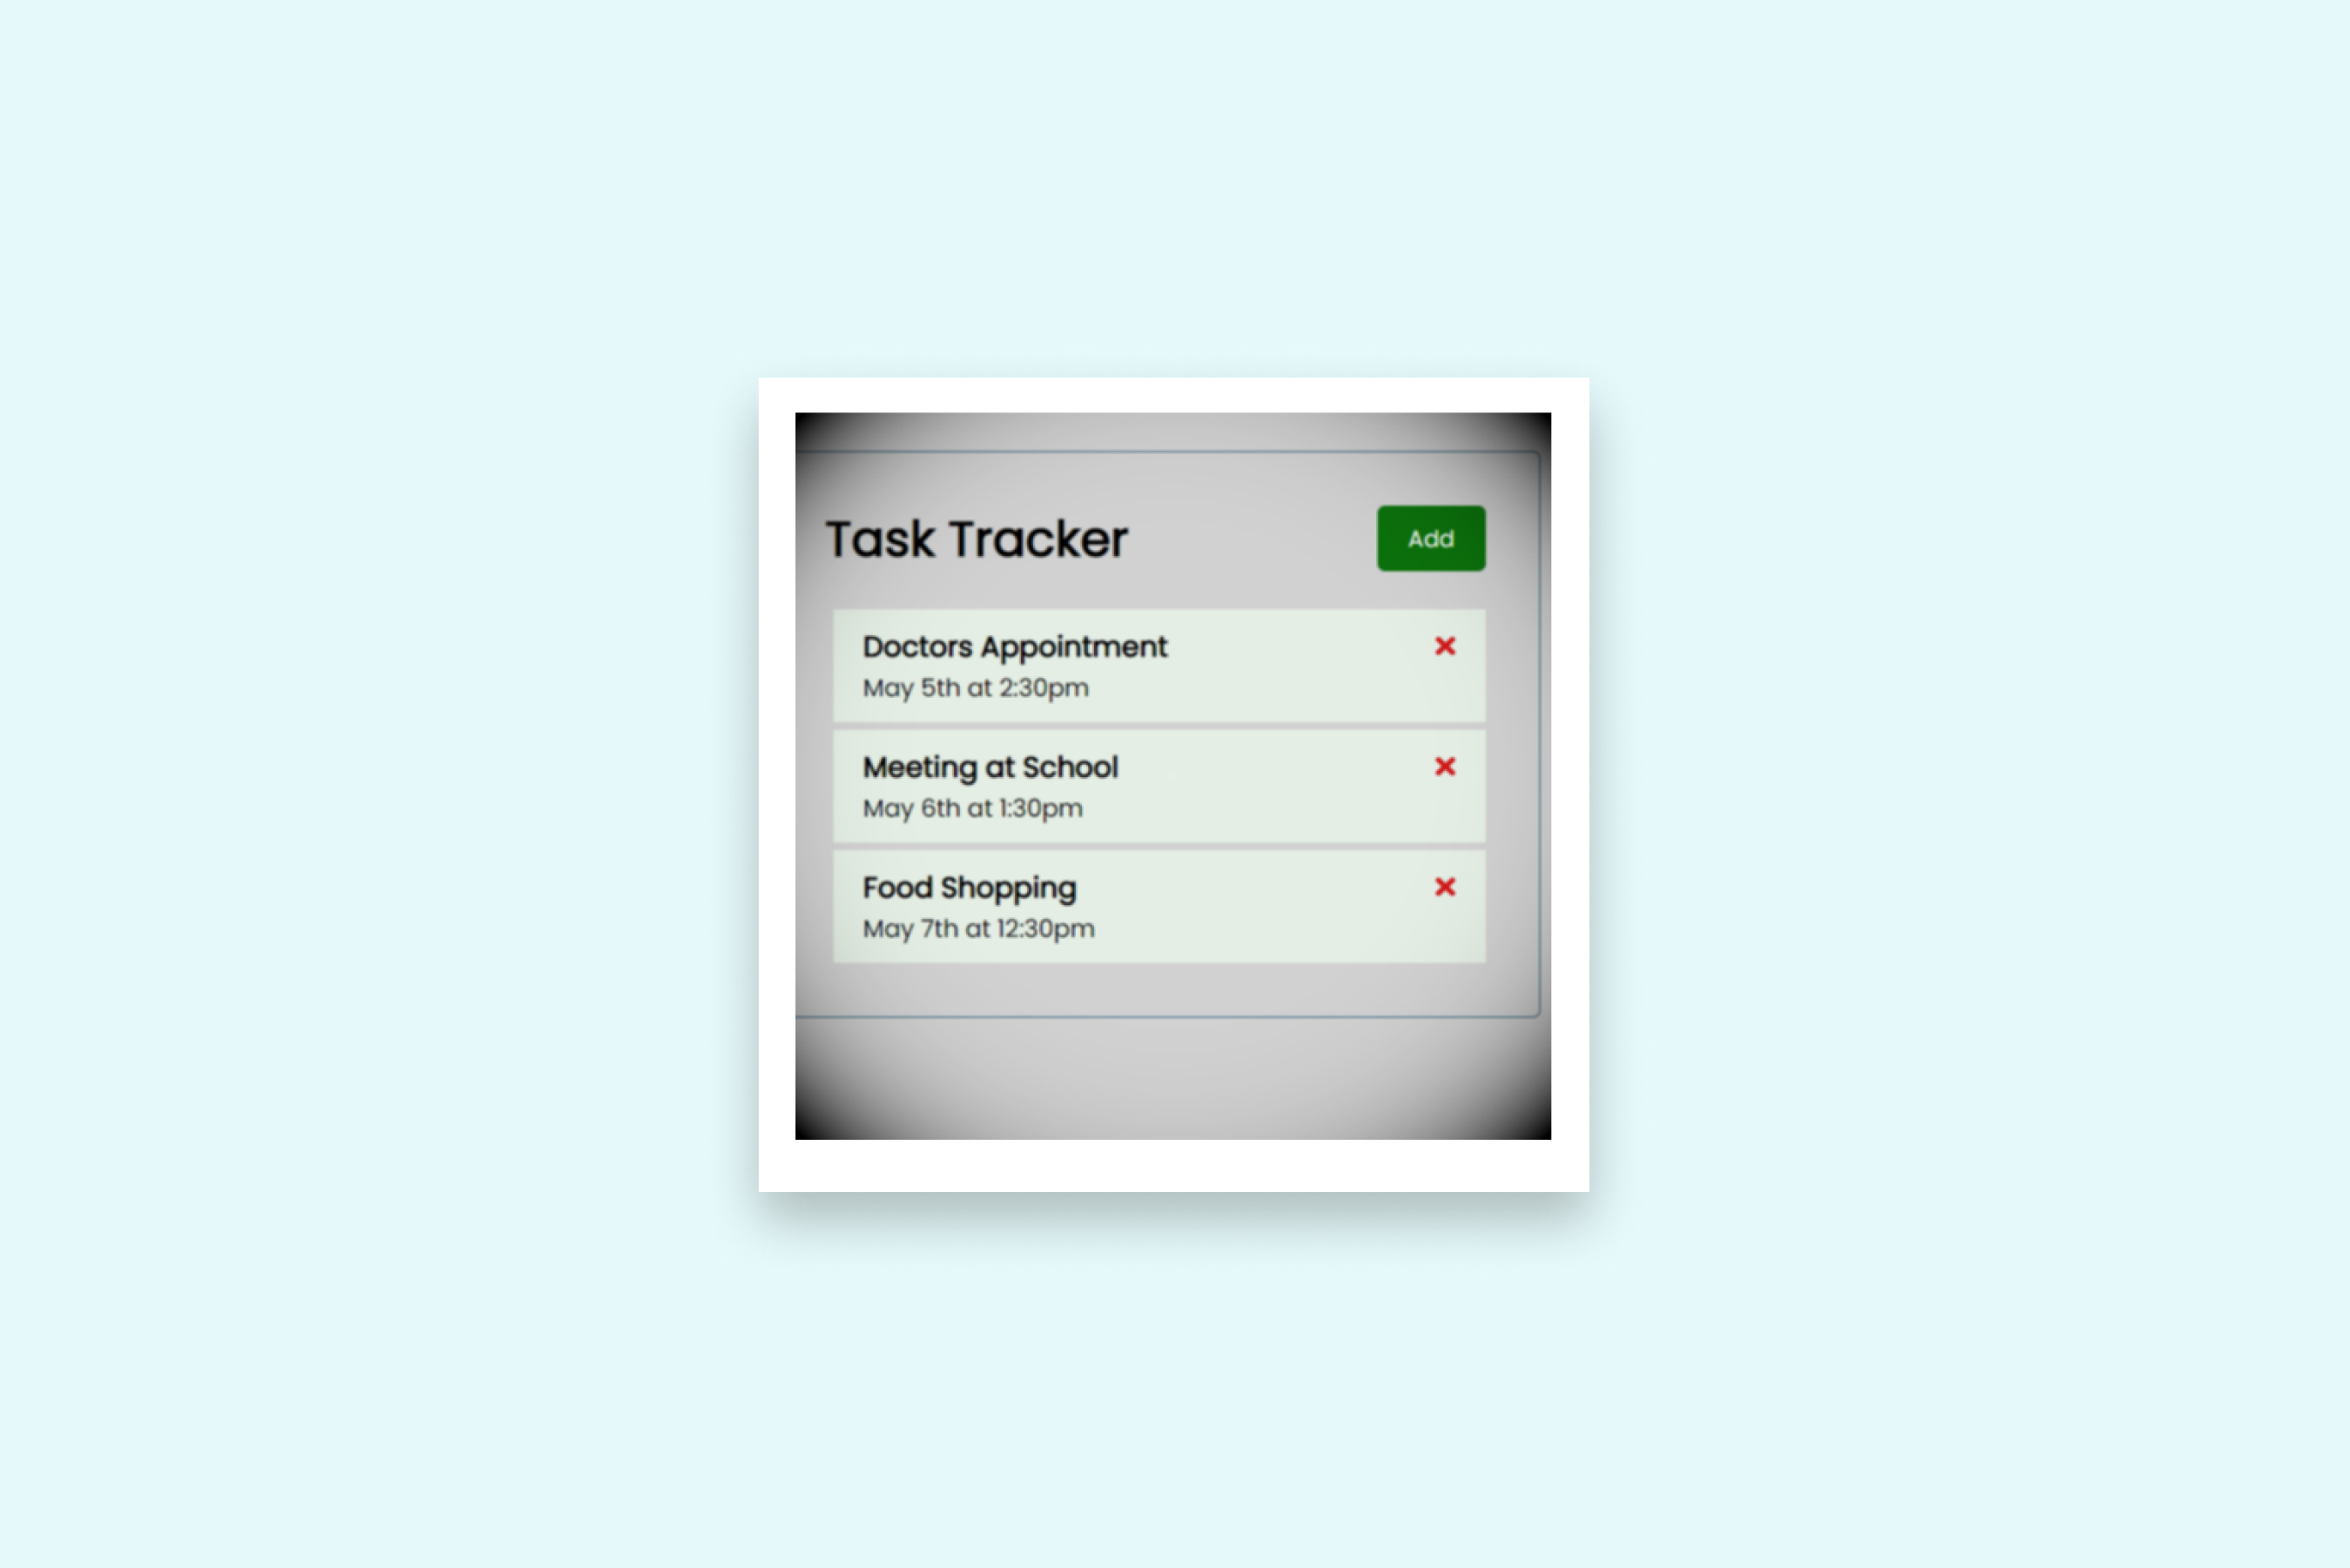 Task Tracker
Add
Doctors Appointment
May 5th at 2:30pm
Meeting at School
May 6th at 1:30pm
Food Shopping
May 7th at 12:30pm